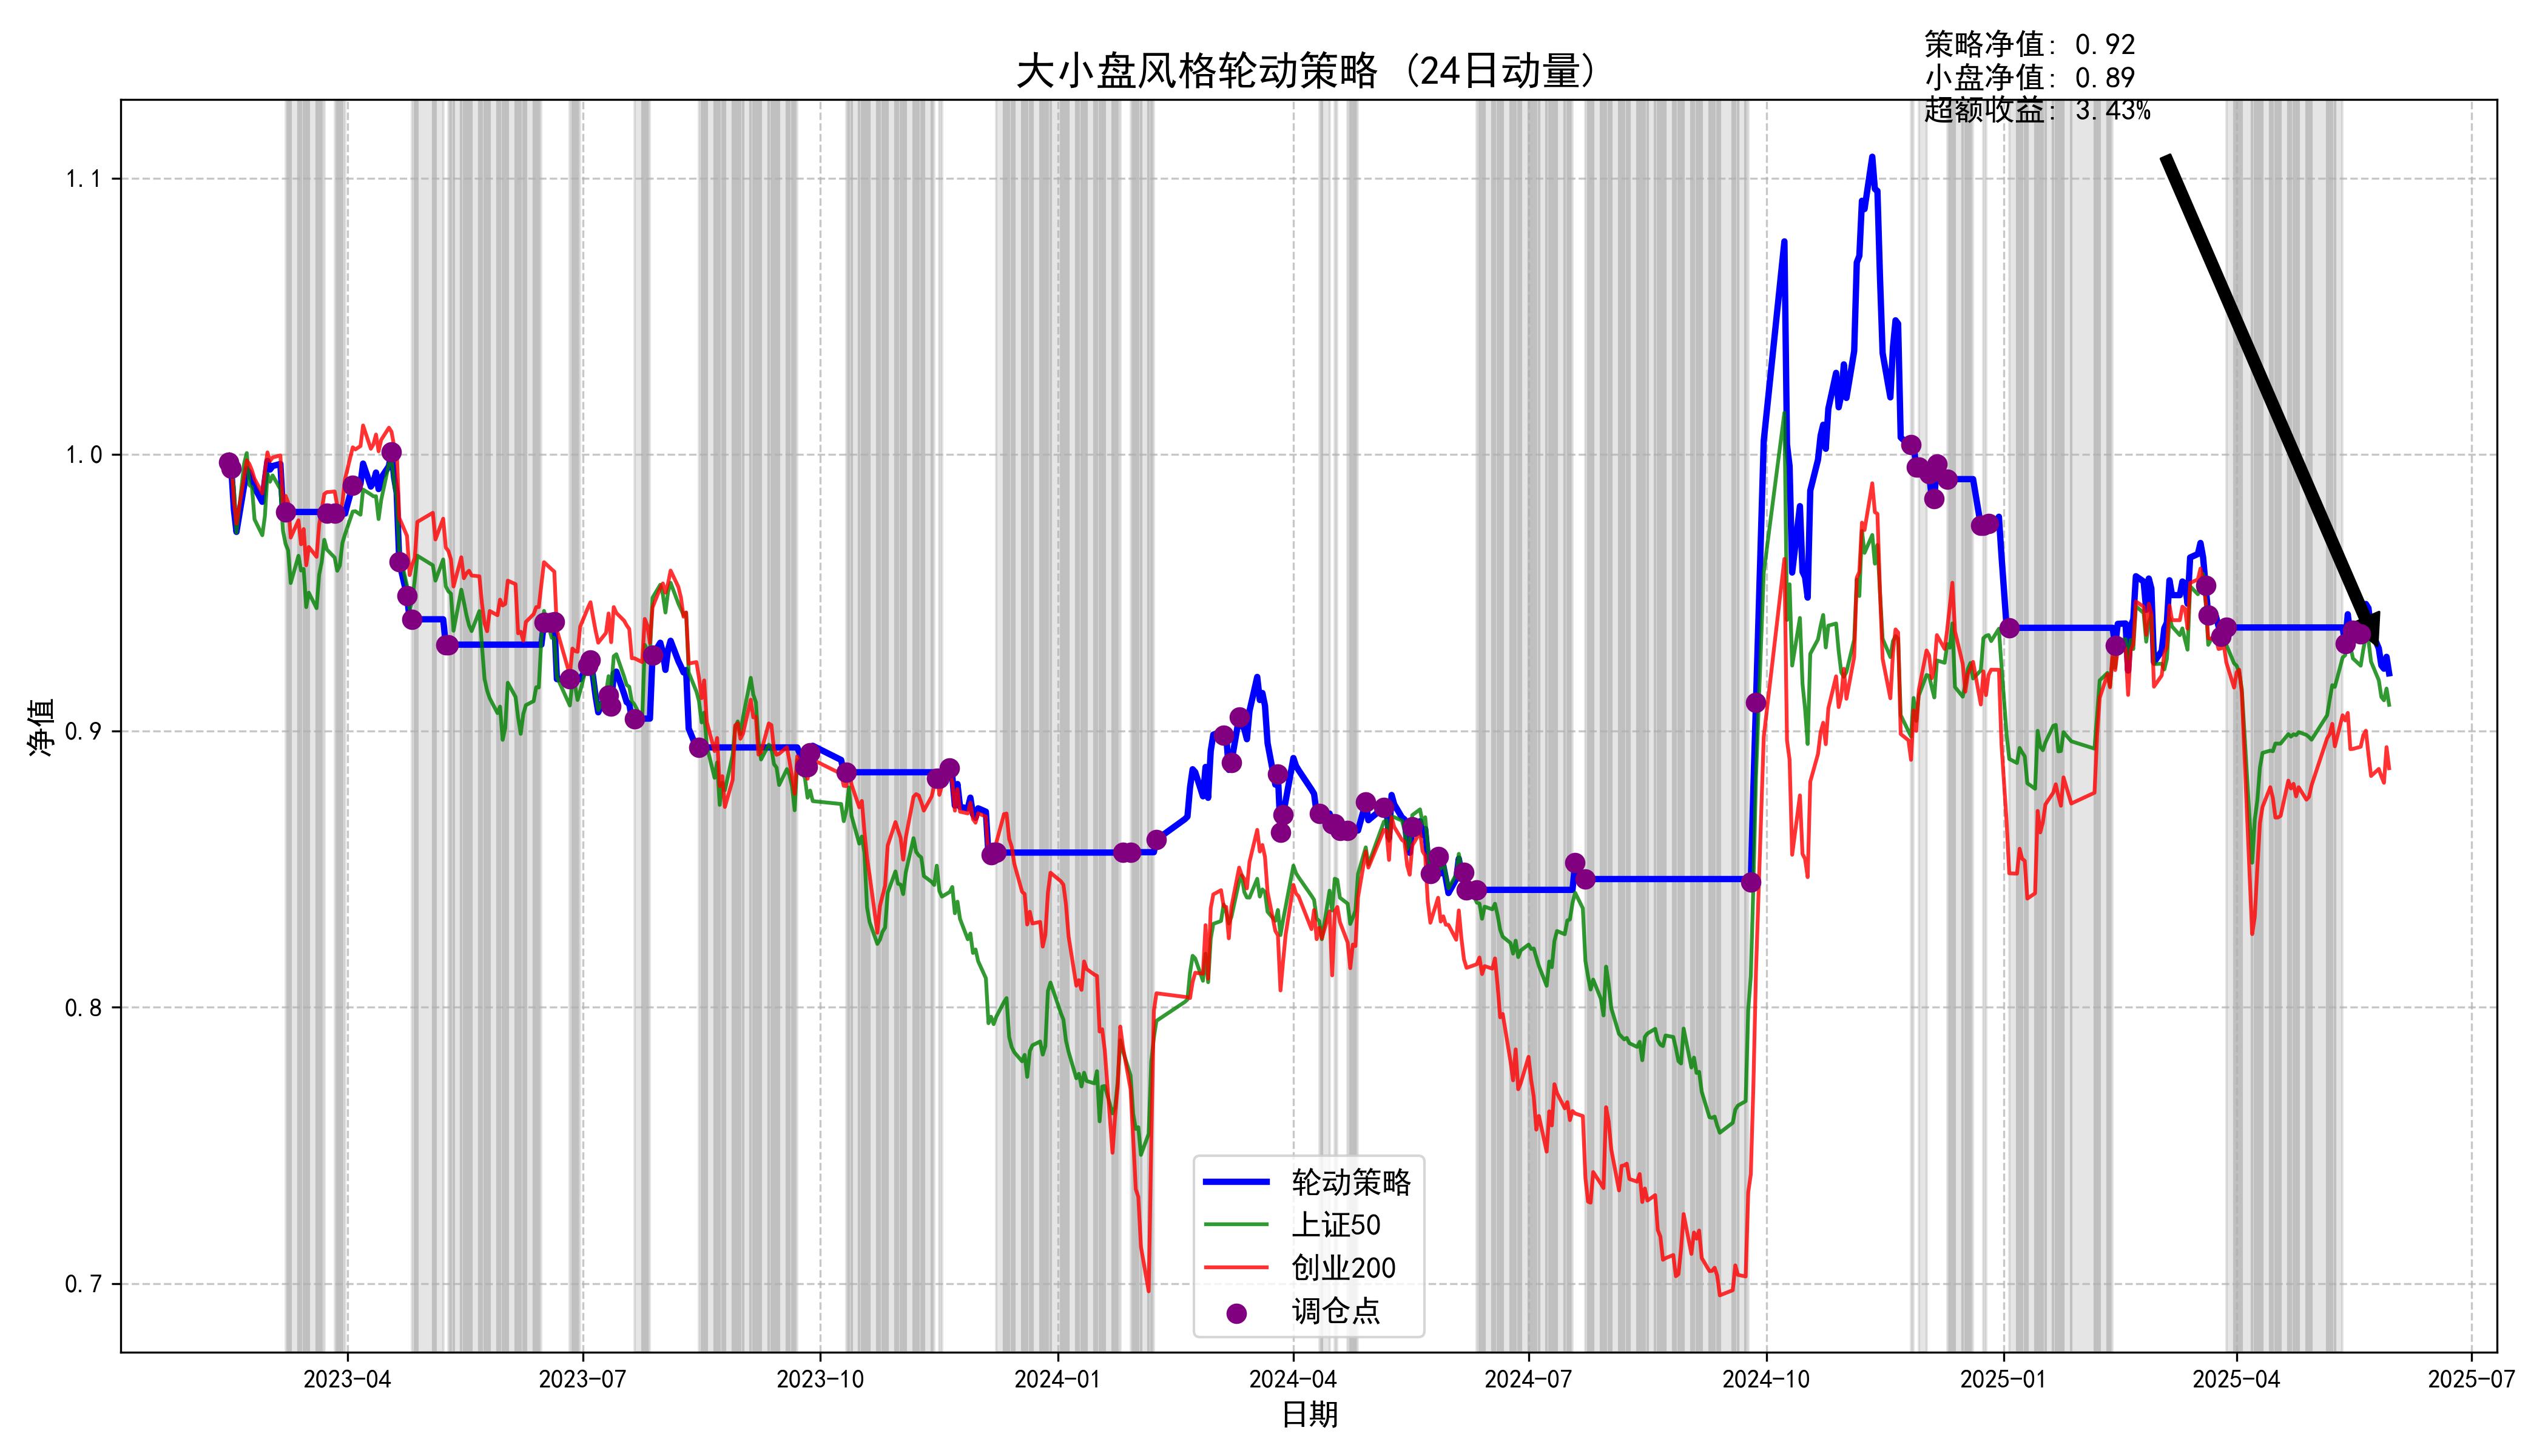 策略净值: 0.92
小盘净值: 0.89
超额收益: 3.43%
大小盘风格轮动策略 (24日动量)
净值
1.1
1.0
0.9
0.8
0.7
轮动策略
上证50
创业200
调仓点
2023-04
2023-07
2023-10
2024-01
2024-04
2024-07
2024-10
2025-01
2025-04
2025-07
日期